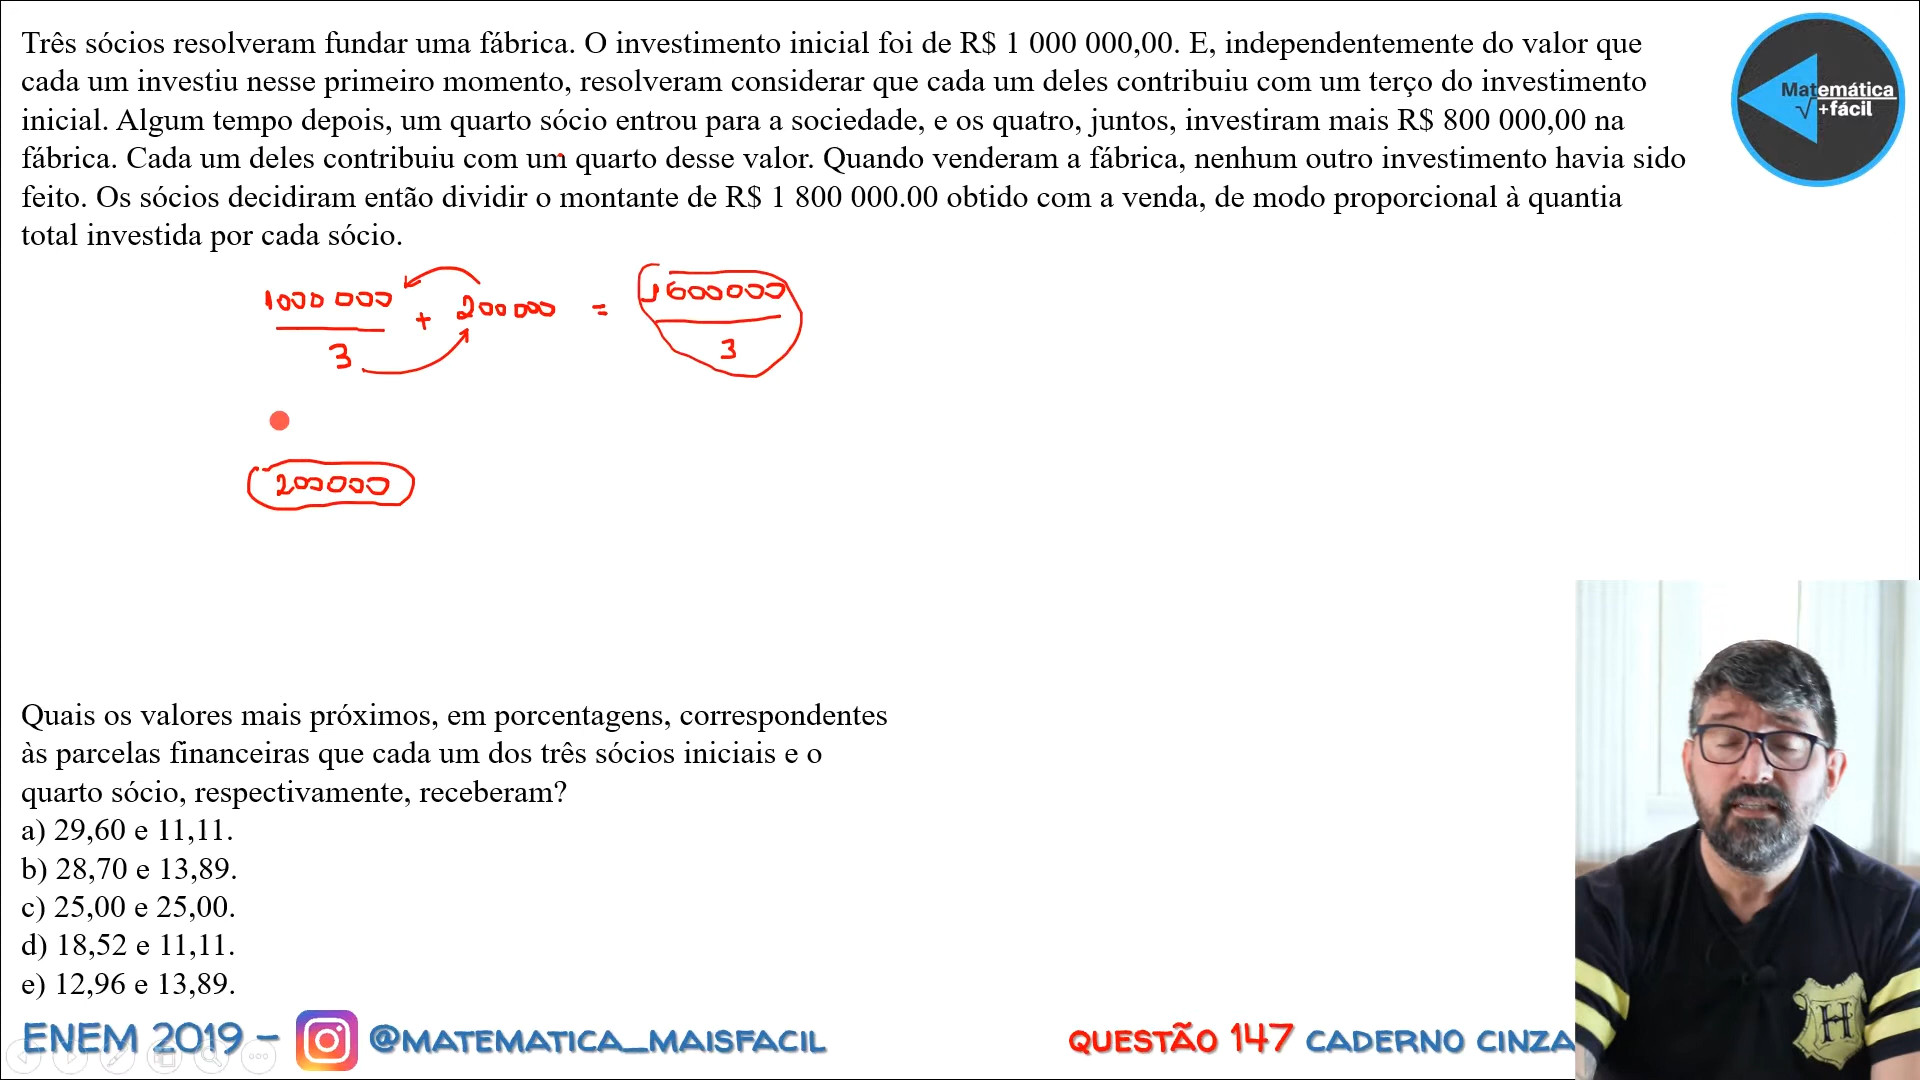 Três sócios resolveram fundar uma fábrica. O investimento inicial foi de R$ 1 000 000,00. E, independentemente do valor que
cada um investiu nesse primeiro momento, resolveram considerar que cada um deles contribuiu com um terço do investimento
inicial. Algum tempo depois, um quarto sócio entrou para a sociedade, e os quatro, juntos, investiram mais R$ 800 000,00 na
fábrica. Cada um deles contribuiu com um quarto desse valor. Quando venderam a fábrica, nenhum outro investimento havia sido
feito. Os sócios decidiram então dividir o montante de R$ 1 800 000.00 obtido com a venda, de modo proporcional à quantia
total investida por cada sócio.
Matemática
√ +fácil
1000 000 + 200 000 = 1600000
3 3
200000
Quais os valores mais próximos, em porcentagens, correspondentes
às parcelas financeiras que cada um dos três sócios iniciais e o
quarto sócio, respectivamente, receberam?
a) 29,60 e 11,11.
b) 28,70 e 13,89.
c) 25,00 e 25,00.
d) 18,52 e 11,11.
e) 12,96 e 13,89.
ENEM 2019 - @MATEMATICA_MAISFACIL
QUESTÃO 147 CADERNO CINZA
H